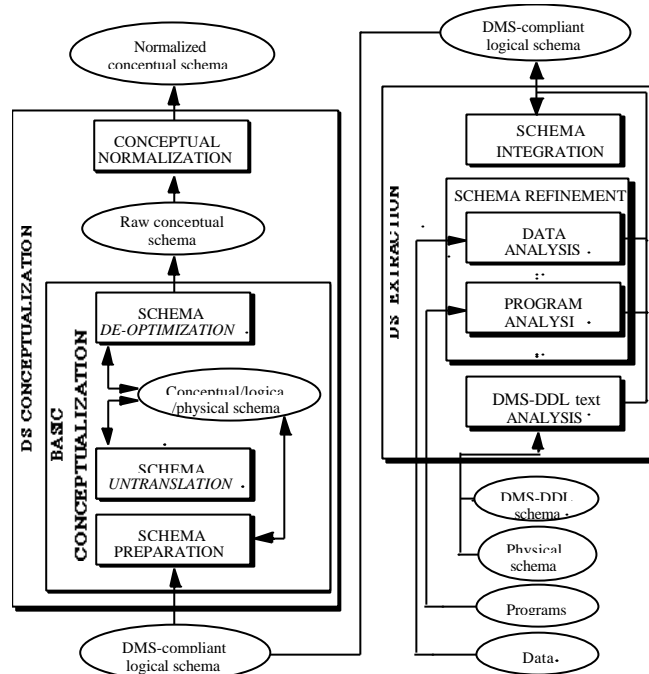 Normalized
conceptual schema
CONCEPTUAL
NORMALIZATION
Raw conceptual
schema
DS CONCEPTUALIZATION
BASIC
CONCEPTUALIZATION
SCHEMA
DE-OPTIMIZATION
Conceptual/logica
/physical schema
SCHEMA
UNTRANSLATION
SCHEMA
PREPARATION
DMS-compliant
logical schema
DMS-compliant
logical schema
DS EXTRACTION
SCHEMA
INTEGRATION
SCHEMA REFINEMENT
DATA
ANALYSIS
PROGRAM
ANALYSI
DMS-DDL text
ANALYSIS
DMS-DDL
schema
Physical
schema
Programs
Data